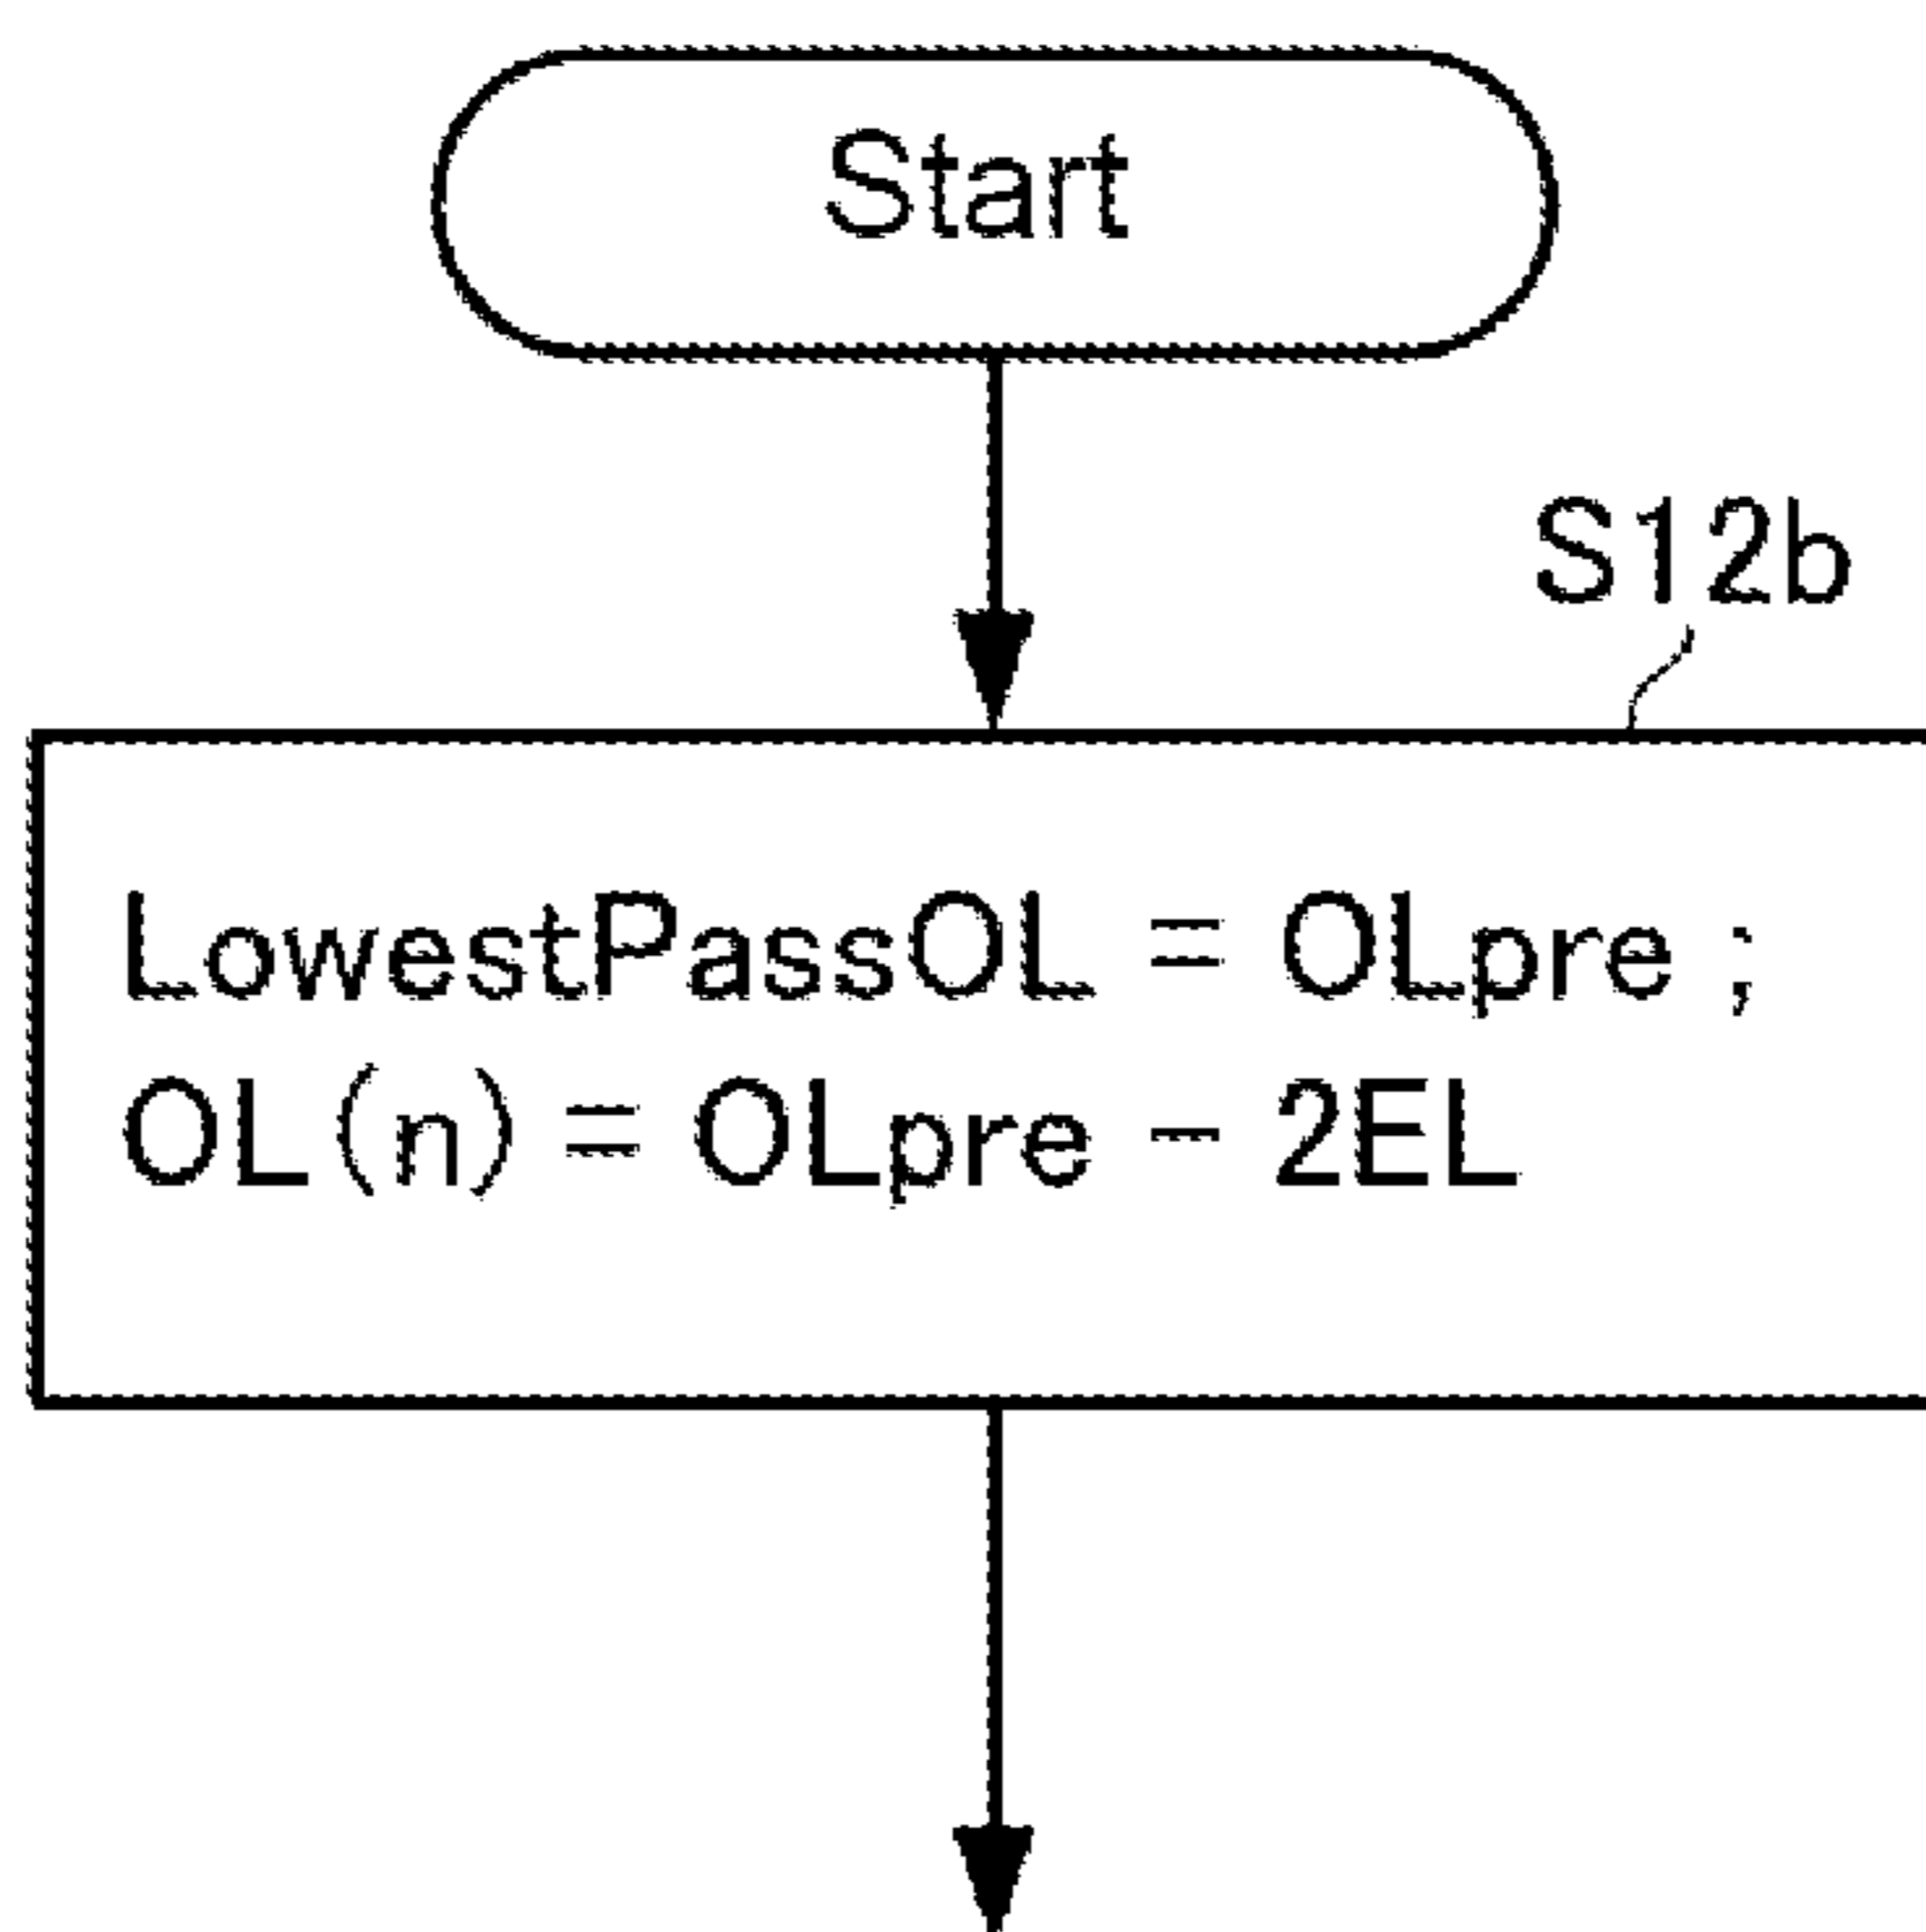 Start
S12b
LowestPassOL = OLpre ;
OL(n) = OLpre - 2EL